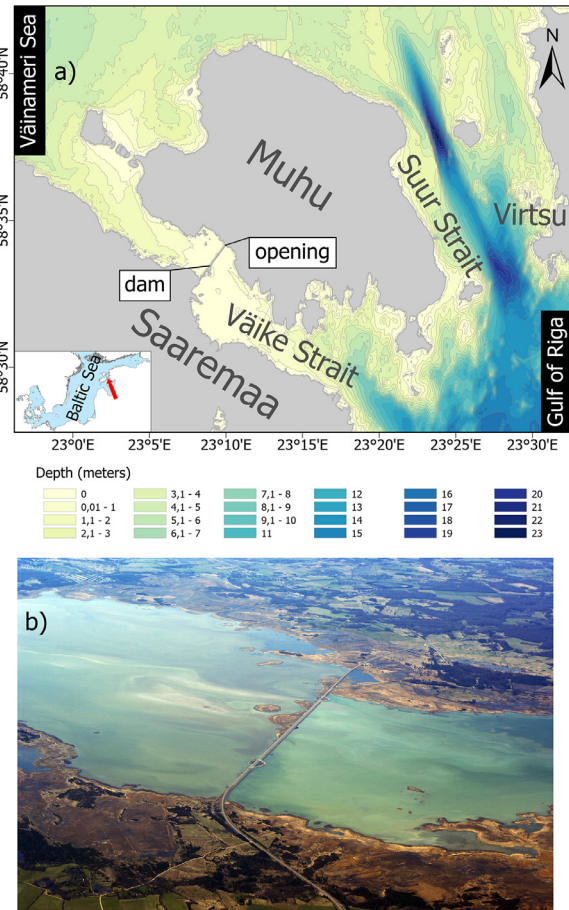 a)
N
Väinameri Sea
58°40'
58°35'
58°30'
Muhu
Suur Strait
Virtsu
opening
dam
Väike Strait
Saaremaa
Gulf of Riga
Baltic Sea
23°0'E
23°5'E
23°10'E
23°15'E
23°20'E
23°25'E
23°30'E
Depth (meters)
0
0,01 - 1
1,1 - 2
2,1 - 3
3,1 - 4
4,1 - 5
5,1 - 6
6,1 - 7
7,1 - 8
8,1 - 9
9,1 - 10
11
12
13
14
15
16
17
18
19
20
21
22
23
b)